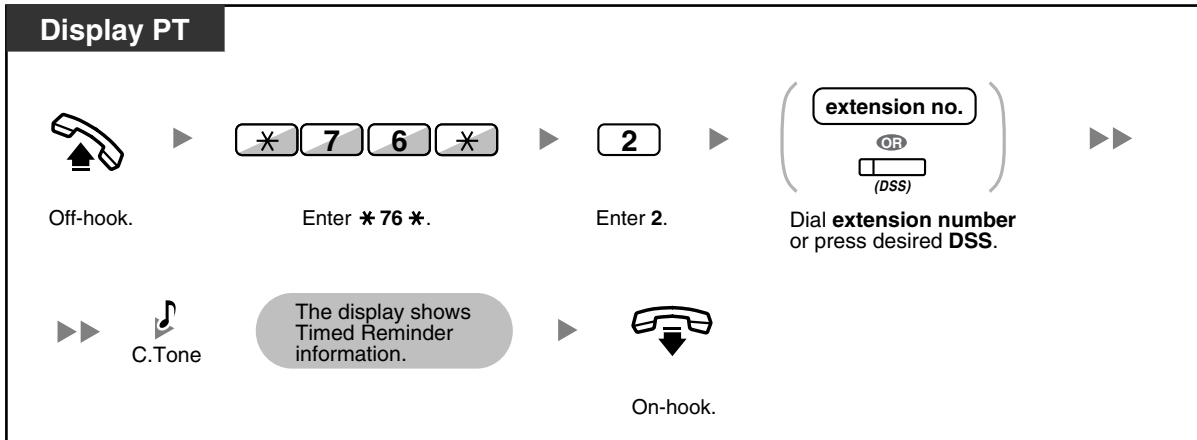 Display PT
* 7 6 *
2
extension no.
OR
(DSS)
Off-hook.
Enter * 76 *.
Enter 2.
Dial extension number
or press desired DSS.
C.Tone
The display shows
Timed Reminder
information.
On-hook.